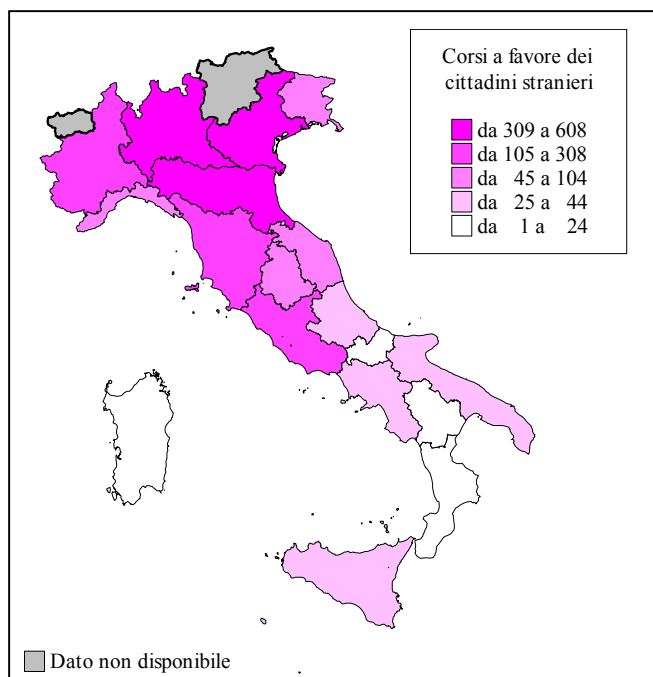 Corsi a favore dei
cittadini stranieri
da 309 a 608
da 105 a 308
da 45 a 104
da 25 a 44
da 1 a 24
Dato non disponibile